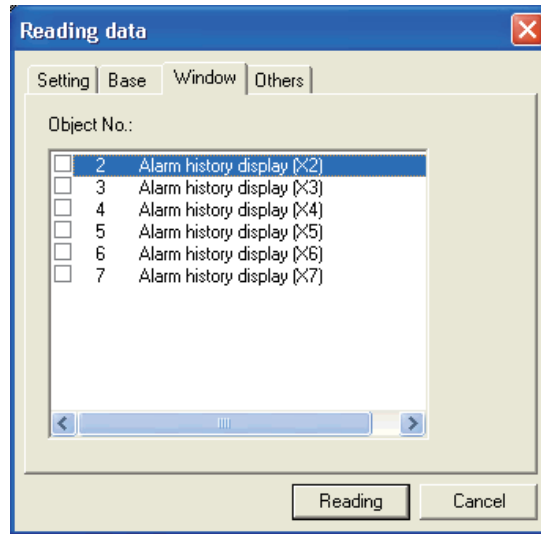 Reading data
Setting Base Window Others
Object No.:
2 Alarm history display (X2)
3 Alarm history display (X3)
4 Alarm history display (X4)
5 Alarm history display (X5)
6 Alarm history display (X6)
7 Alarm history display (X7)
Reading Cancel